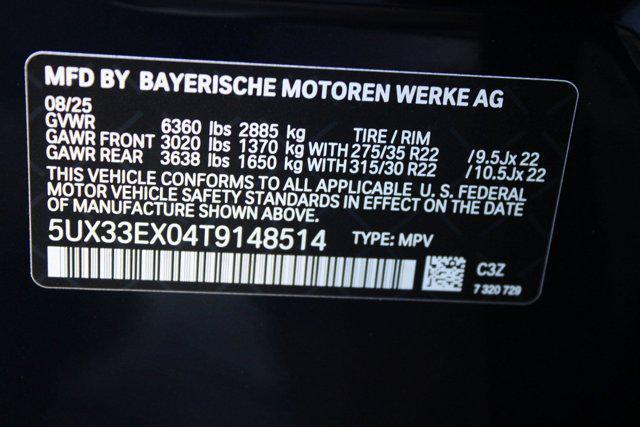 MFD BY BAYERISCHE MOTOREN WERKE AG
08/25
GVWR 6360 lbs 2885 kg TIRE / RIM
GAWR FRONT 3020 lbs 1370 kg WITH 275/35 R22 /9.5Jx 22
GAWR REAR 3638 lbs 1650 kg WITH 315/30 R22 /10.5Jx 22
THIS VEHICLE CONFORMS TO ALL APPLICABLE U. S. FEDERAL
MOTOR VEHICLE SAFETY STANDARDS IN EFFECT ON THE DATE
OF MANUFACTURE SHOWN ABOVE.
5UX33EX04T9148514 TYPE: MPV
C3Z
7 320 729